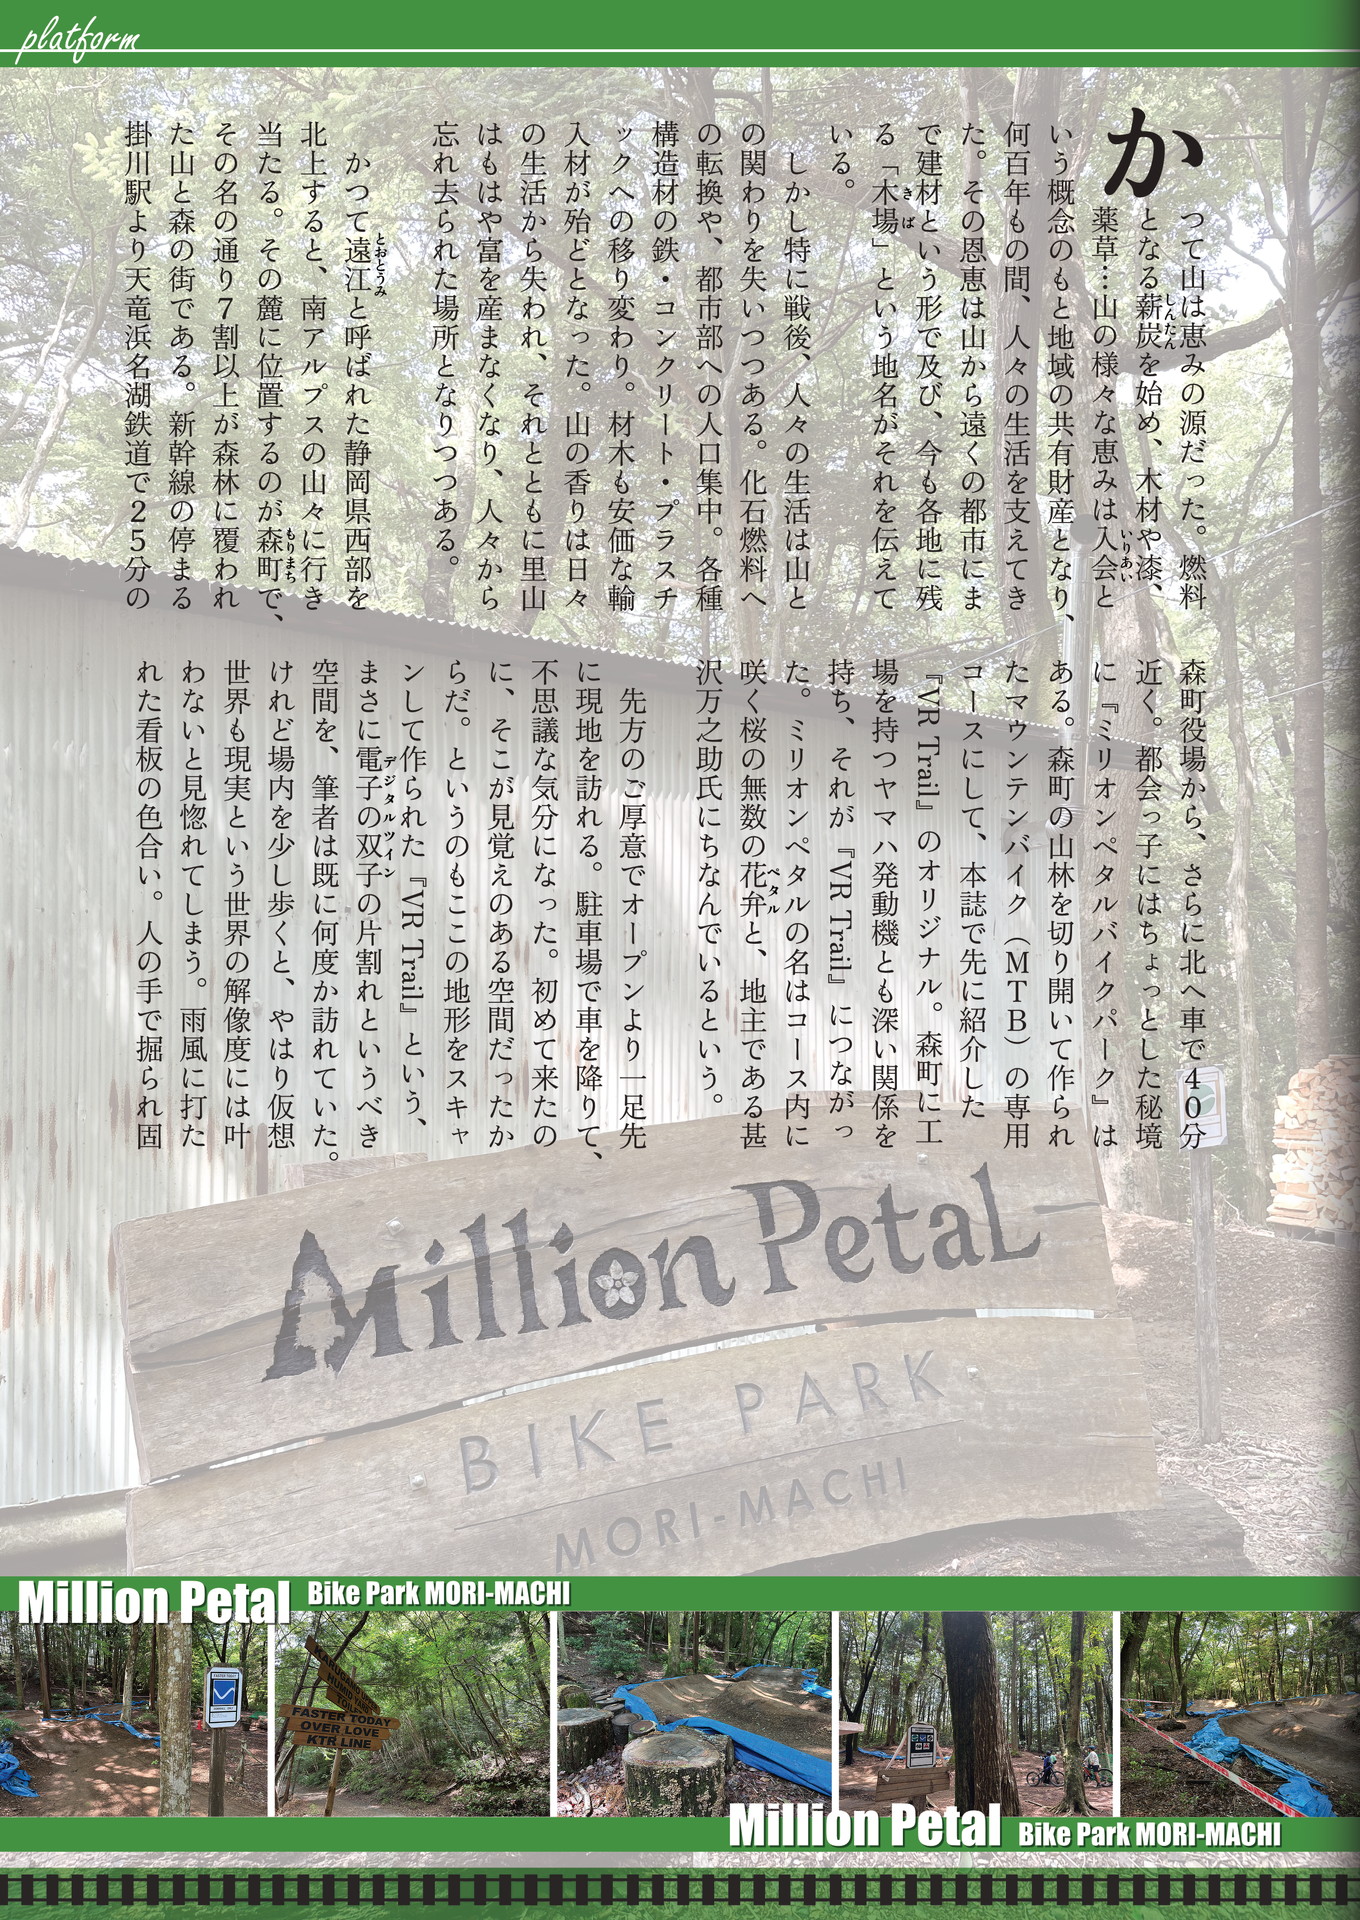 platform
かつて山は恵みの源だった。燃料
となる薪炭を始め、木材や漆、
しんたん
薬草…山の様々な恵みは入会と
いりあい
いう概念のもと地域の共有財産となり、
何百年もの間、人々の生活を支えてき
た。その恩恵は山から遠くの都市にま
で建材という形で及び、今も各地に残
る「木場」という地名がそれを伝えて
きば
いる。
しかし特に戦後、人々の生活は山と
の関わりを失いつつある。化石燃料へ
の転換や、都市部への人口集中。各種
構造材の鉄・コンクリート・プラスチ
ックへの移り変わり。材木も安価な輸
入材が殆どとなった。山の香りは日々
の生活から失われ、それとともに里山
はもはや富を産まなくなり、人々から
忘れ去られた場所となりつつある。
かつて遠江と呼ばれた静岡県西部を
とおとうみ
北上すると、南アルプスの山々に行き
当たる。その麓に位置するのが森町で、
もりまち
その名の通り7割以上が森林に覆われ
た山と森の街である。新幹線の停まる
掛川駅より天竜浜名湖鉄道で25分の
森町役場から、さらに北へ車で40分
近く。都会っ子にはちょっとした秘境
に『ミリオンペタルバイクパーク』は
ある。森町の山林を切り開いて作られ
たマウンテンバイク（MTB）の専用
コースにして、本誌で先に紹介した
『VR Trail』のオリジナル。森町に工
場を持つヤマハ発動機とも深い関係を
持ち、それが『VR Trail』につながっ
た。ミリオンペタルの名はコース内に
咲く桜の無数の花弁と、地主である甚
ペタル
沢万之助氏にちなんでいるという。
先方のご厚意でオープンより一足先
に現地を訪れる。駐車場で車を降りて、
不思議な気分になった。初めて来たの
に、そこが見覚えのある空間だったか
らだ。というのもここの地形をスキャ
ンして作られた『VR Trail』という、
まさに電子の双子の片割れというべき
デジタルツイン
空間を、筆者は既に何度か訪れていた。
けれど場内を少し歩くと、やはり仮想
世界も現実という世界の解像度には叶
わないと見惚れてしまう。雨風に打た
れた看板の色合い。人の手で掘られ固
Million Petal
BIKE PARK
MORI-MACHI
Million Petal Bike Park MORI-MACHI
FASTER TODAY
OVER LOVE
KTR LINE
Million Petal Bike Park MORI-MACHI